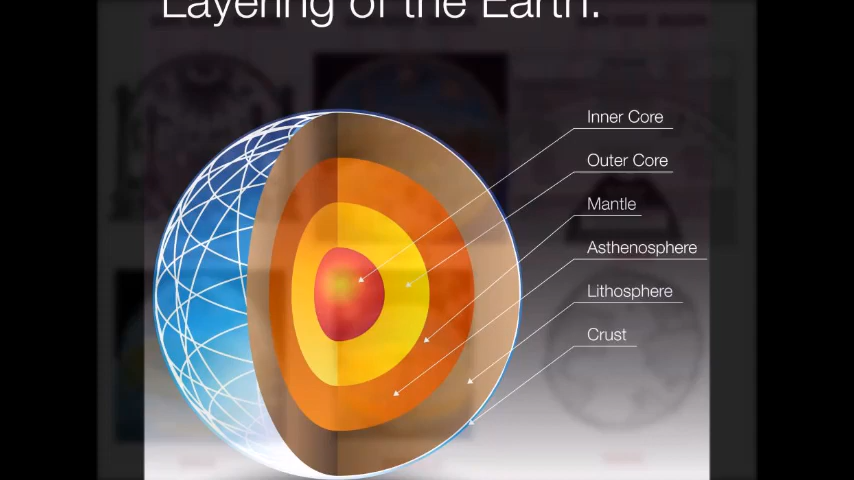 Layering of the Earth:
Inner Core
Outer Core
Mantle
Asthenosphere
Lithosphere
Crust